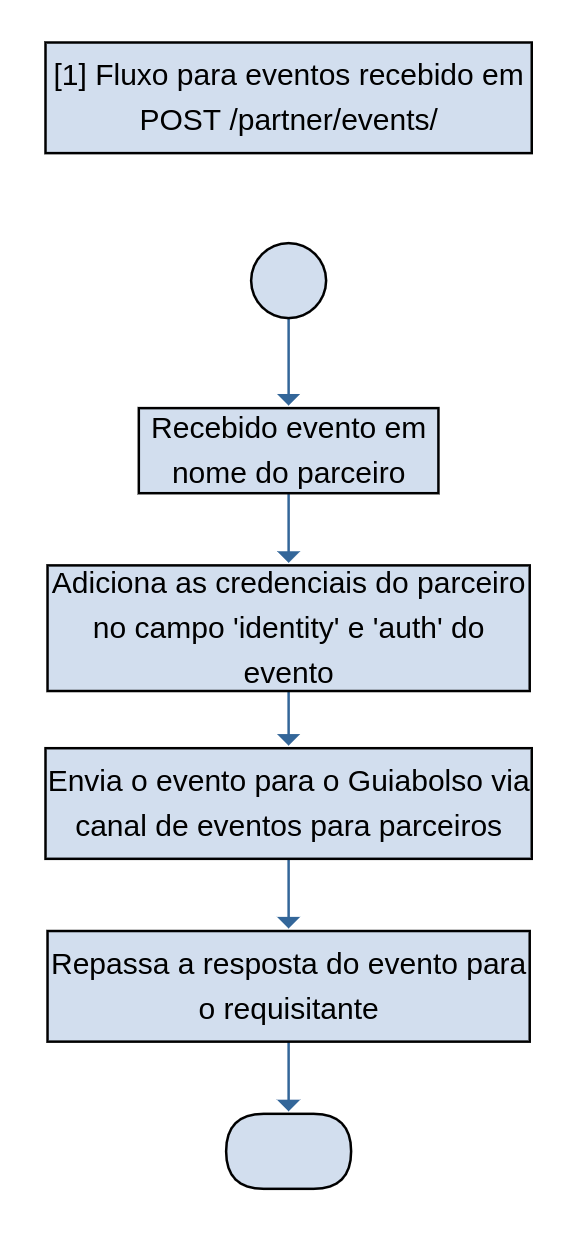 [1] Fluxo para eventos recebido em
POST /partner/events/
Recebido evento em
nome do parceiro
Adiciona as credenciais do parceiro
no campo 'identity' e 'auth' do
evento
Envia o evento para o Guiabolso via
canal de eventos para parceiros
Repassa a resposta do evento para
o requisitante